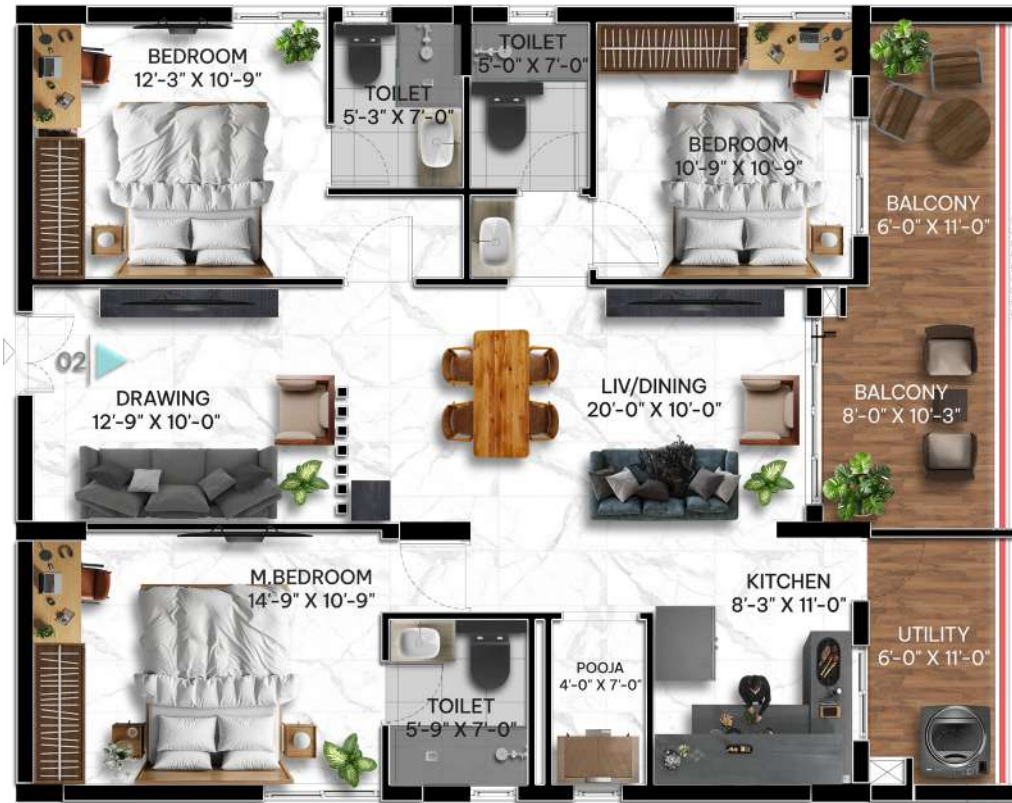 BEDROOM
12'-3" X 10'-9"
TOILET
5'-3" X 7'-0"
TOILET
5'-0" X 7'-0"
BEDROOM
10'-9" X 10'-9"
BALCONY
6'-0" X 11'-0"
02
DRAWING
12'-9" X 10'-0"
LIV/DINING
20'-0" X 10'-0"
BALCONY
8'-0" X 10'-3"
M.BEDROOM
14'-9" X 10'-9"
TOILET
5'-9" X 7'-0"
POOJA
4'-0" X 7'-0"
KITCHEN
8'-3" X 11'-0"
UTILITY
6'-0" X 11'-0"